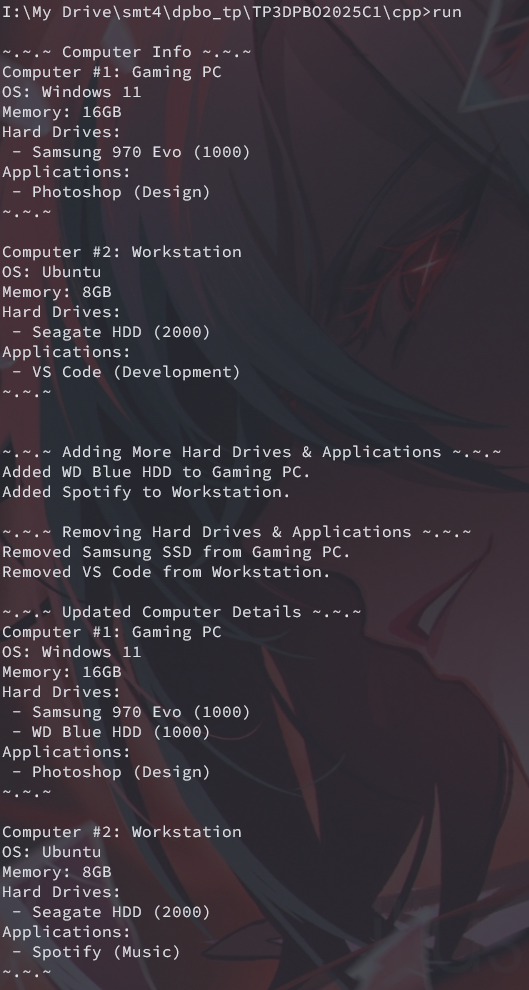 I:\My Drive\smt4\dpbo_tp\TP3DPBO2025C1\cpp>run
~.~.~ Computer Info ~.~.~
Computer #1: Gaming PC
OS: Windows 11
Memory: 16GB
Hard Drives:
- Samsung 970 Evo (1000)
Applications:
- Photoshop (Design)
~.~.~
Computer #2: Workstation
OS: Ubuntu
Memory: 8GB
Hard Drives:
- Seagate HDD (2000)
Applications:
- VS Code (Development)
~.~.~
~.~.~ Adding More Hard Drives & Applications ~.~.~
Added WD Blue HDD to Gaming PC.
Added Spotify to Workstation.
~.~.~ Removing Hard Drives & Applications ~.~.~
Removed Samsung SSD from Gaming PC.
Removed VS Code from Workstation.
~.~.~ Updated Computer Details ~.~.~
Computer #1: Gaming PC
OS: Windows 11
Memory: 16GB
Hard Drives:
- Samsung 970 Evo (1000)
- WD Blue HDD (1000)
Applications:
- Photoshop (Design)
~.~.~
Computer #2: Workstation
OS: Ubuntu
Memory: 8GB
Hard Drives:
- Seagate HDD (2000)
Applications:
- Spotify (Music)
~.~.~